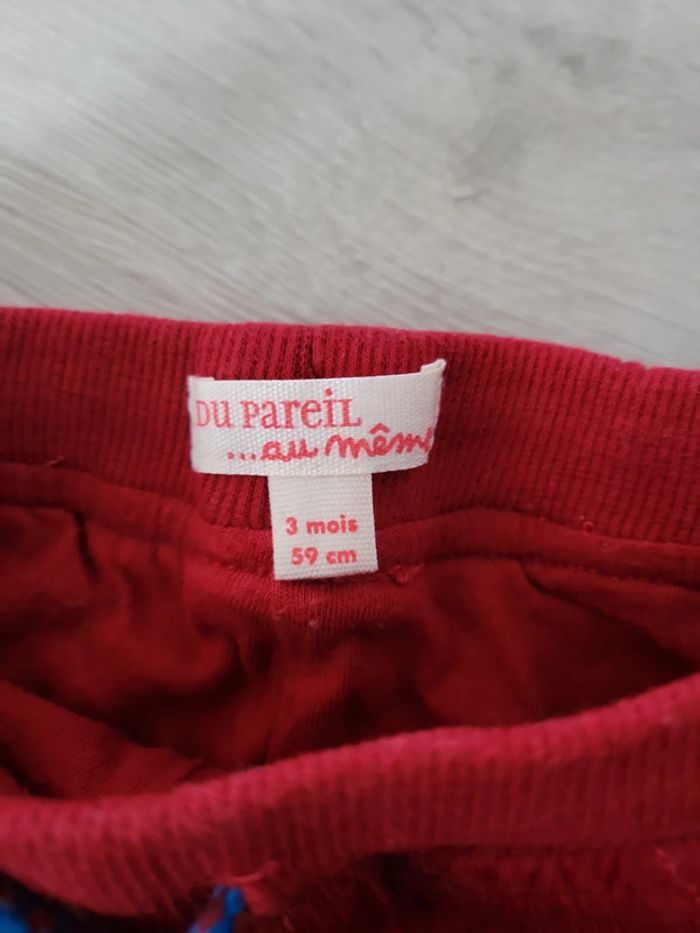 DU PAREIL
...au même
3 mois
59 cm